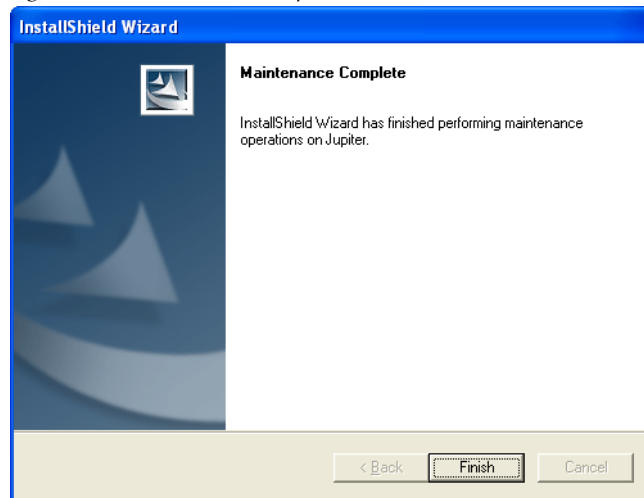 InstallShield Wizard
Maintenance Complete
InstallShield Wizard has finished performing maintenance
operations on Jupiter.
< Back
Finish
Cancel